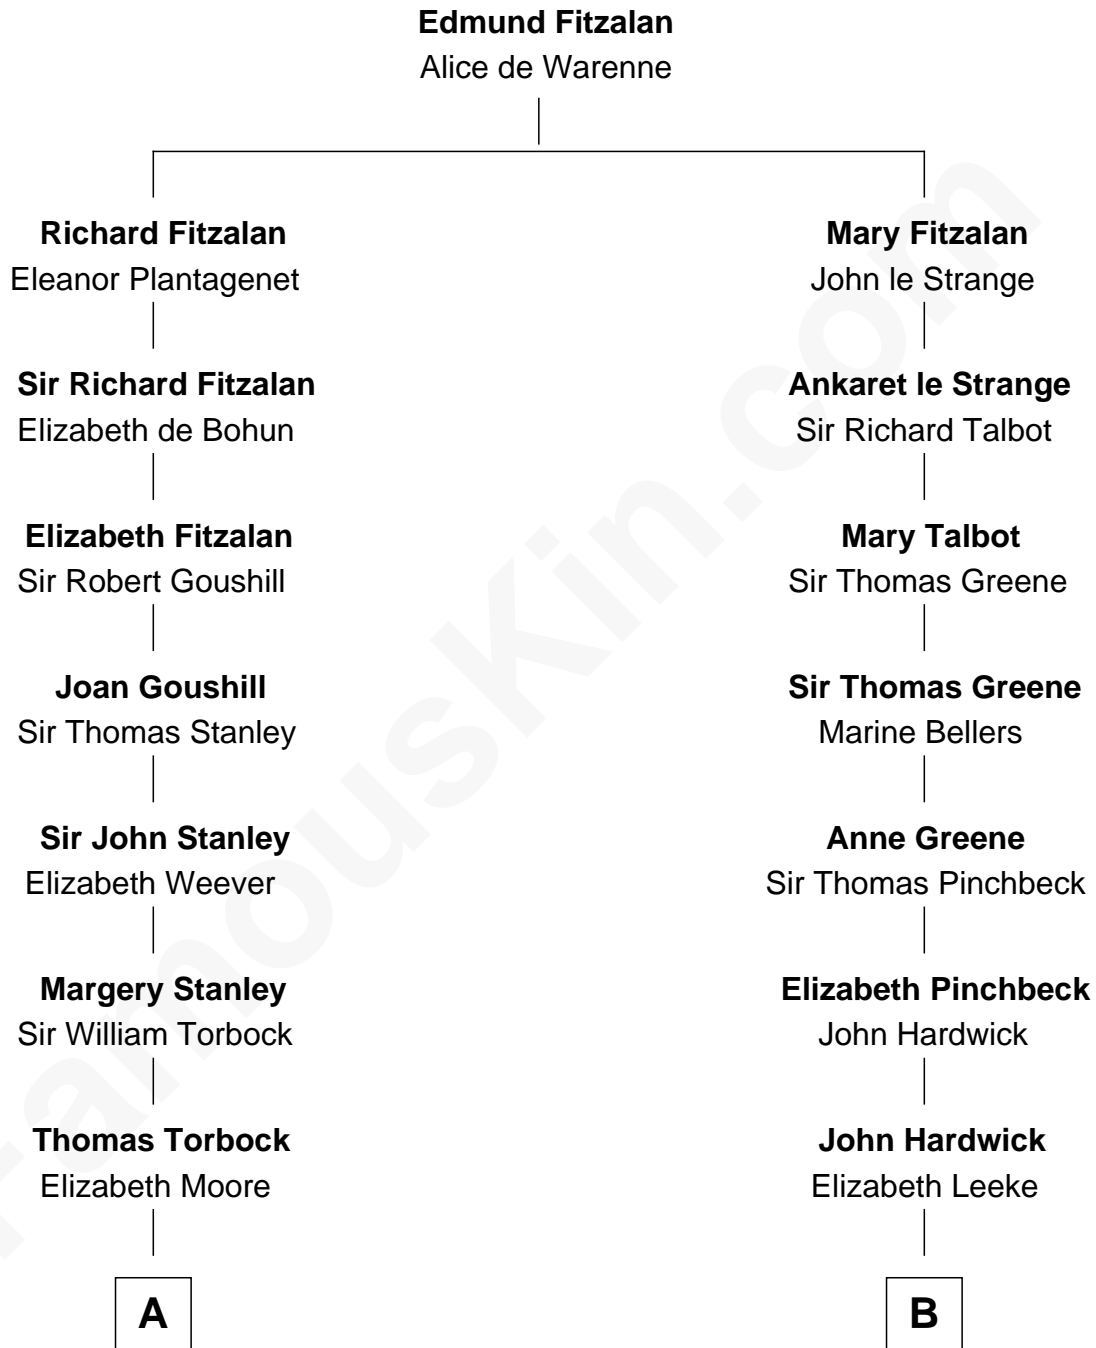 Edmund Fitzalan
Alice de Warenne
Richard Fitzalan
Eleanor Plantagenet
Mary Fitzalan
John le Strange
Sir Richard Fitzalan
Elizabeth de Bohun
Ankaret le Strange
Sir Richard Talbot
Elizabeth Fitzalan
Sir Robert Goushill
Mary Talbot
Sir Thomas Greene
Joan Goushill
Sir Thomas Stanley
Sir Thomas Greene
Marine Bellers
Sir John Stanley
Elizabeth Weever
Anne Greene
Sir Thomas Pinchbeck
Margery Stanley
Sir William Torbock
Elizabeth Pinchbeck
John Hardwick
Thomas Torbock
Elizabeth Moore
John Hardwick
Elizabeth Leeke
A
B
FamousKin.com